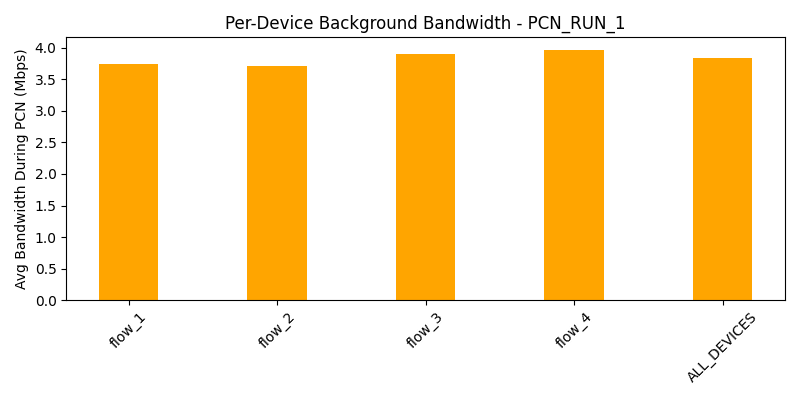 Per-Device Background Bandwidth - PCN_RUN_1
Avg Bandwidth During PCN (Mbps)
4.0
3.5
3.0
2.5
2.0
1.5
1.0
0.5
0.0
flow_1
flow_2
flow_3
flow_4
ALL_DEVICES